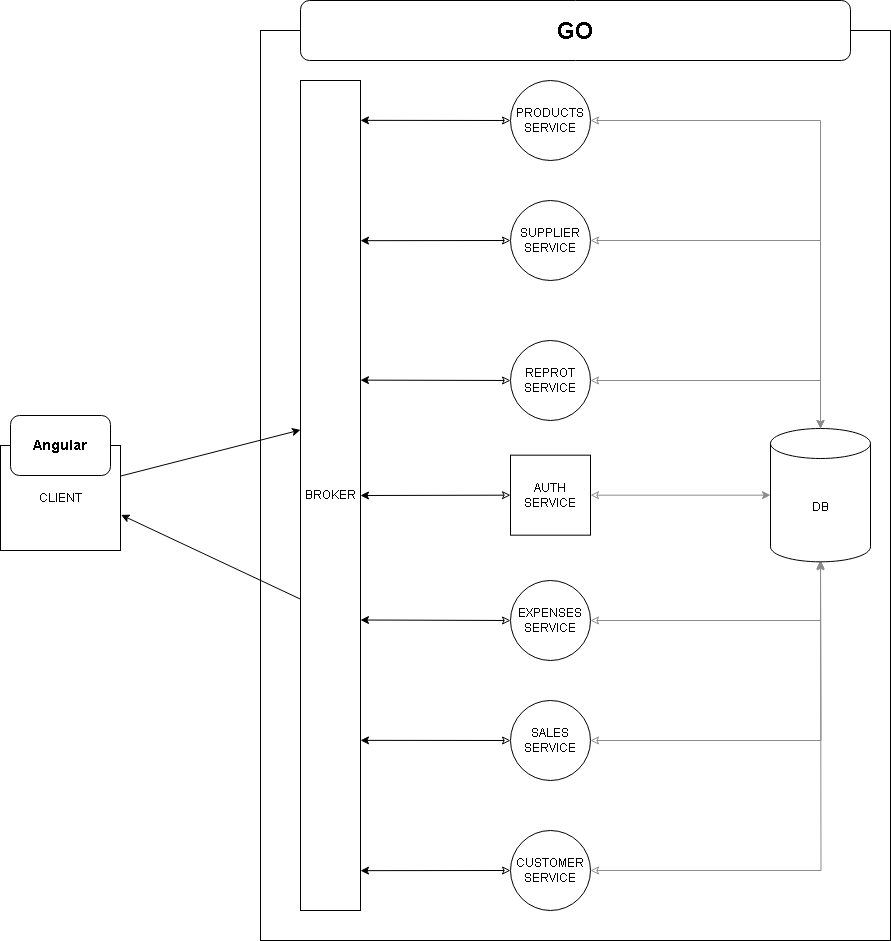 GO
PRODUCTS
SERVICE
SUPPLIER
SERVICE
REPROT
SERVICE
Angular
CLIENT
BROKER
AUTH
SERVICE
DB
EXPENSES
SERVICE
SALES
SERVICE
CUSTOMER
SERVICE